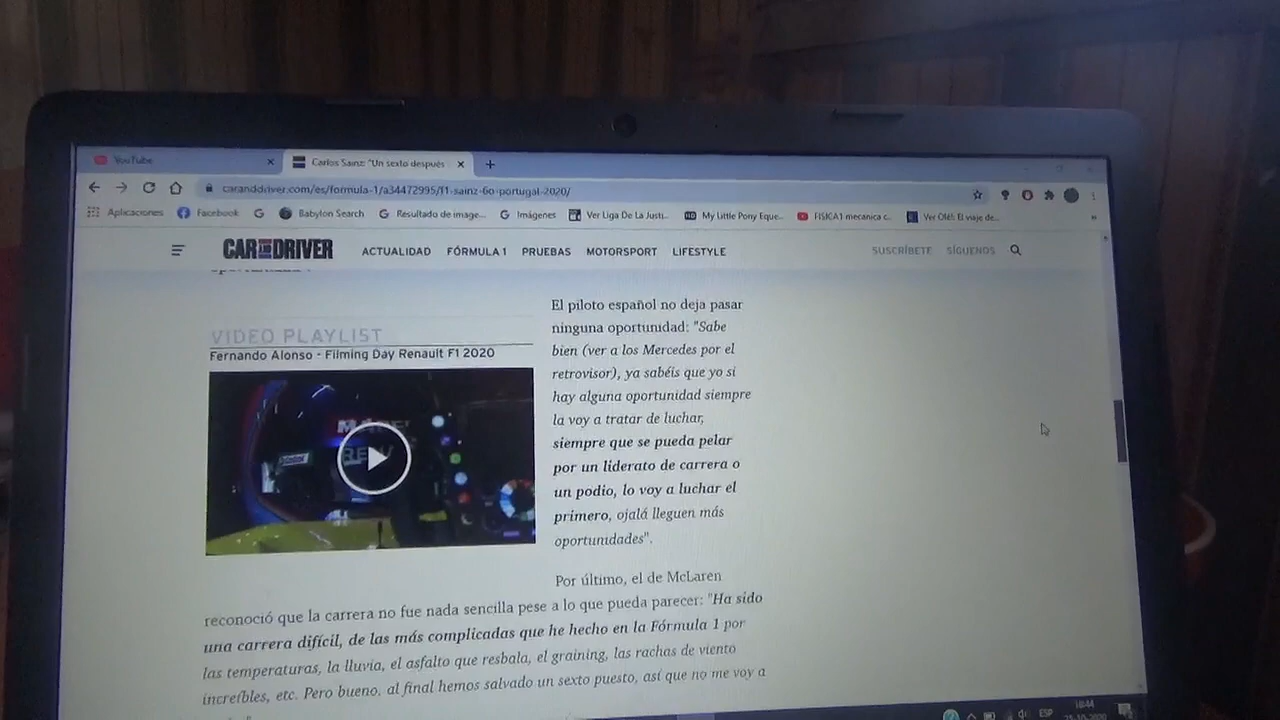 YouTube
Carlos Sainz: "Un sexto después
caranddriver.com/es/formula-1/a34472995/f1-sainz-6o-portugal-2020/
Aplicaciones Facebook Babylon Search Resultado de image... Imágenes Ver Liga De La Justi... My Little Pony Eque... FISICA1 mecanica c... Ver Olé!: El viaje de...
CAR AND DRIVER ACTUALIDAD FÓRMULA 1 PRUEBAS MOTORSPORT LIFESTYLE SUSCRÍBETE SÍGUENOS
VIDEO PLAYLIST
Fernando Alonso - Filming Day Renault F1 2020
El piloto español no deja pasar
ninguna oportunidad: "Sabe
bien (ver a los Mercedes por el
retrovisor), ya sabéis que yo si
hay alguna oportunidad siempre
la voy a tratar de luchar,
siempre que se pueda pelar
por un liderato de carrera o
un podio, lo voy a luchar el
primero, ojalá lleguen más
oportunidades".
Por último, el de McLaren
reconoció que la carrera no fue nada sencilla pese a lo que pueda parecer: "Ha sido
una carrera difícil, de las más complicadas que he hecho en la Fórmula 1 por
las temperaturas, la lluvia, el asfalto que resbala, el graining, las rachas de viento
increíbles, etc. Pero bueno, al final hemos salvado un sexto puesto, así que no me voy a
ESP
18:44
25-10-2020